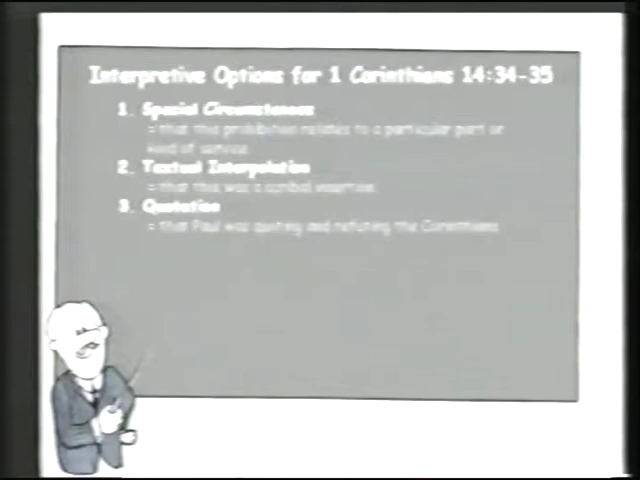 Interpretive Options for 1 Corinthians 14:34-35
1. Special Circumstances
= that this prohibition relates to a particular part or
kind of service
2. Textual Interpolation
= that this was a scribal insertion
3. Quotation
= that Paul was quoting and refuting the Corinthians